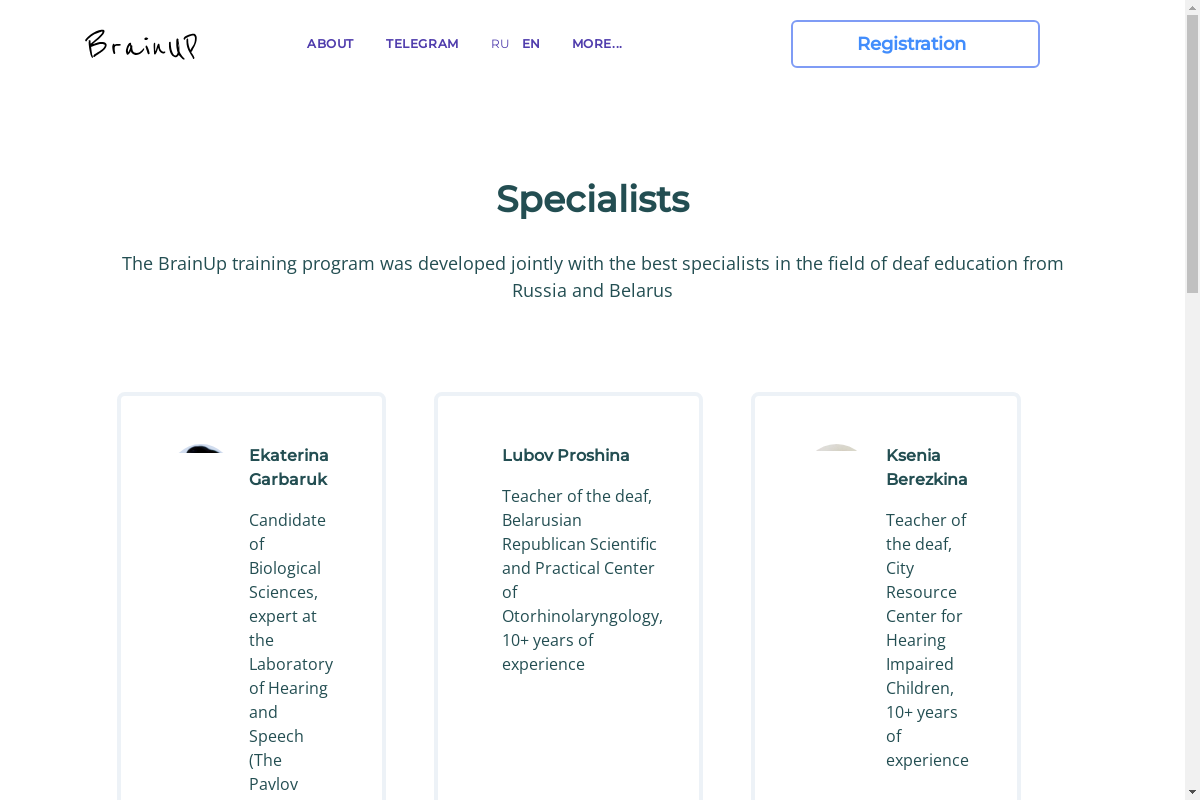 BrainUP
ABOUT
TELEGRAM
RU
EN
MORE...
Registration
Specialists
The BrainUp training program was developed jointly with the best specialists in the field of deaf education from
Russia and Belarus
Ekaterina
Garbaruk
Candidate
of
Biological
Sciences,
expert at
the
Laboratory
of Hearing
and
Speech
(The
Pavlov
Lubov Proshina
Teacher of the deaf,
Belarusian
Republican Scientific
and Practical Center
of
Otorhinolaryngology,
10+ years of
experience
Ksenia
Berezkina
Teacher of
the deaf,
City
Resource
Center for
Hearing
Impaired
Children,
10+ years
of
experience